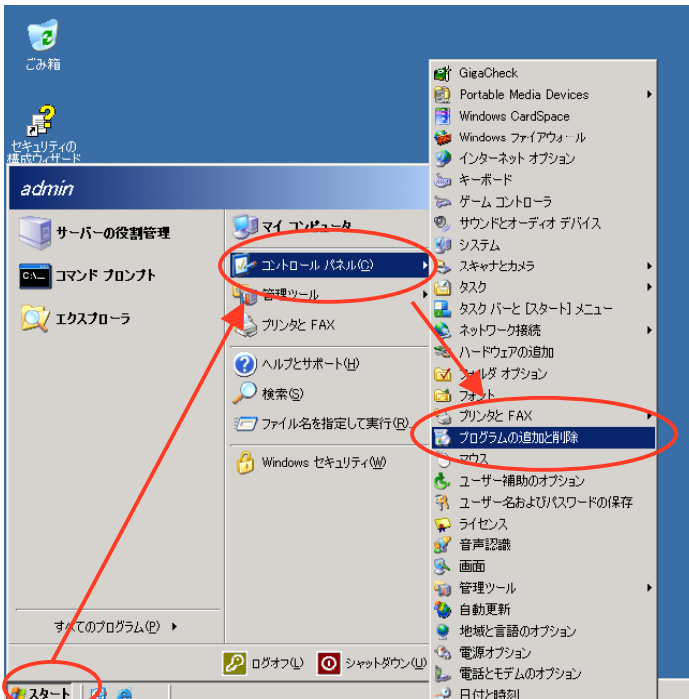 ごみ箱
セキュリティの
構成ウィザード
admin
サーバーの役割管理
コマンド プロンプト
エクスプローラ
すべてのプログラム(P)
マイ コンピュータ
コントロール パネル(C)
管理ツール
プリンタと FAX
ヘルプとサポート(H)
検索(S)
ファイル名を指定して実行(R)...
Windows セキュリティ(W)
ログオフ(L)
シャットダウン(U)
スタート
GigaCheck
Portable Media Devices
Windows CardSpace
Windows ファイアウォール
インターネット オプション
キーボード
ゲーム コントローラ
サウンドとオーディオ デバイス
システム
スキャナとカメラ
タスク
タスク バーと [スタート] メニュー
ネットワーク接続
ハードウェアの追加
フォルダ オプション
フォント
プリンタと FAX
プログラムの追加と削除
マウス
ユーザー補助のオプション
ユーザー名およびパスワードの保存
ライセンス
音声認識
画面
管理ツール
自動更新
地域と言語のオプション
電源オプション
電話とモデムのオプション
日付と時刻